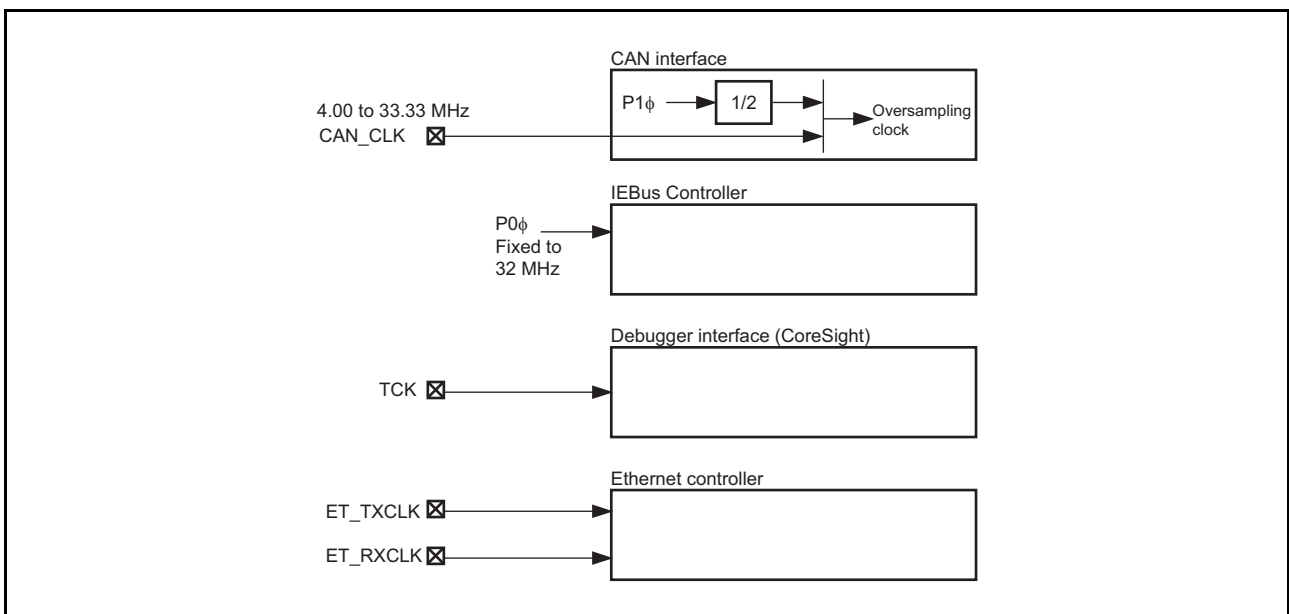 CAN interface
P1ϕ
1/2
Oversampling
clock
4.00 to 33.33 MHz
CAN_CLK
IEBus Controller
P0ϕ
Fixed to
32 MHz
Debugger interface (CoreSight)
TCK
Ethernet controller
ET_TXCLK
ET_RXCLK